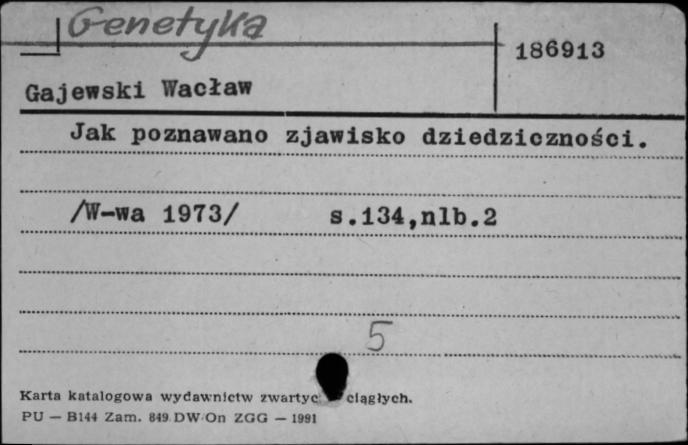 Genetyka
186913
Gajewski Wacław
Jak poznawano zjawisko dziedziczności.
/W-wa 1973/ s.134,nlb.2
5
Karta katalogowa wydawnictw zwartyc ciągłych.
PU — B144 Zam. 849 DW On ZGG — 1991